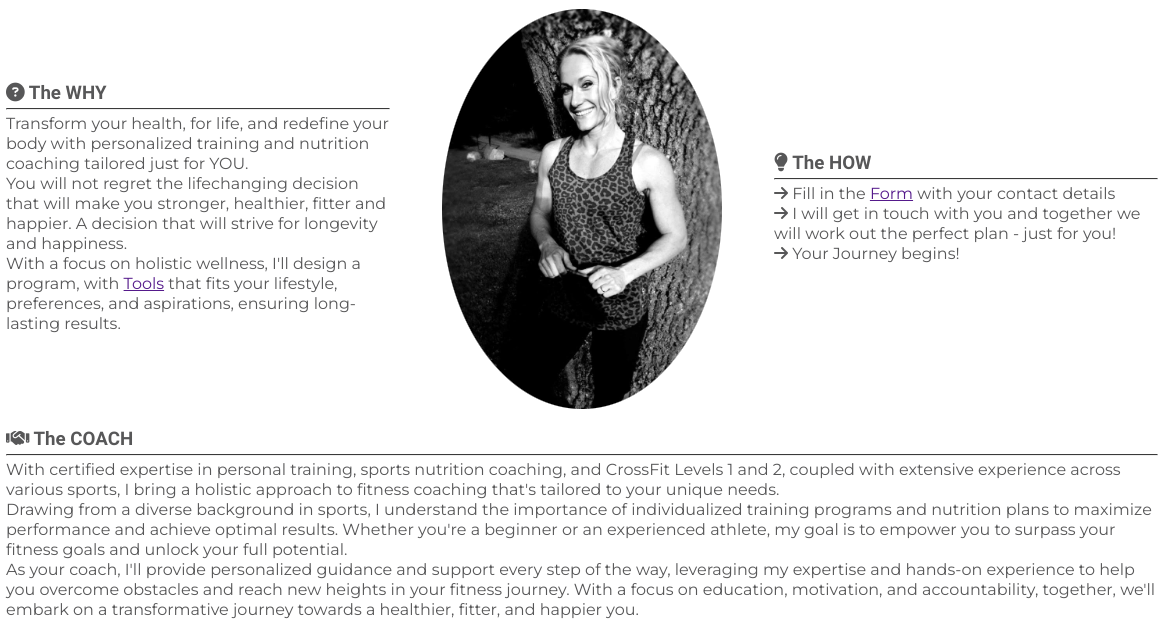 The WHY
Transform your health, for life, and redefine your
body with personalized training and nutrition
coaching tailored just for YOU.
You will not regret the lifechanging decision
that will make you stronger, healthier, fitter and
happier. A decision that will strive for longevity
and happiness.
With a focus on holistic wellness, I'll design a
program, with Tools that fits your lifestyle,
preferences, and aspirations, ensuring long-
lasting results.
The HOW
→ Fill in the Form with your contact details
→ I will get in touch with you and together we
will work out the perfect plan - just for you!
→ Your Journey begins!
The COACH
With certified expertise in personal training, sports nutrition coaching, and CrossFit Levels 1 and 2, coupled with extensive experience across
various sports, I bring a holistic approach to fitness coaching that's tailored to your unique needs.
Drawing from a diverse background in sports, I understand the importance of individualized training programs and nutrition plans to maximize
performance and achieve optimal results. Whether you're a beginner or an experienced athlete, my goal is to empower you to surpass your
fitness goals and unlock your full potential.
As your coach, I'll provide personalized guidance and support every step of the way, leveraging my expertise and hands-on experience to help
you overcome obstacles and reach new heights in your fitness journey. With a focus on education, motivation, and accountability, together, we'll
embark on a transformative journey towards a healthier, fitter, and happier you.